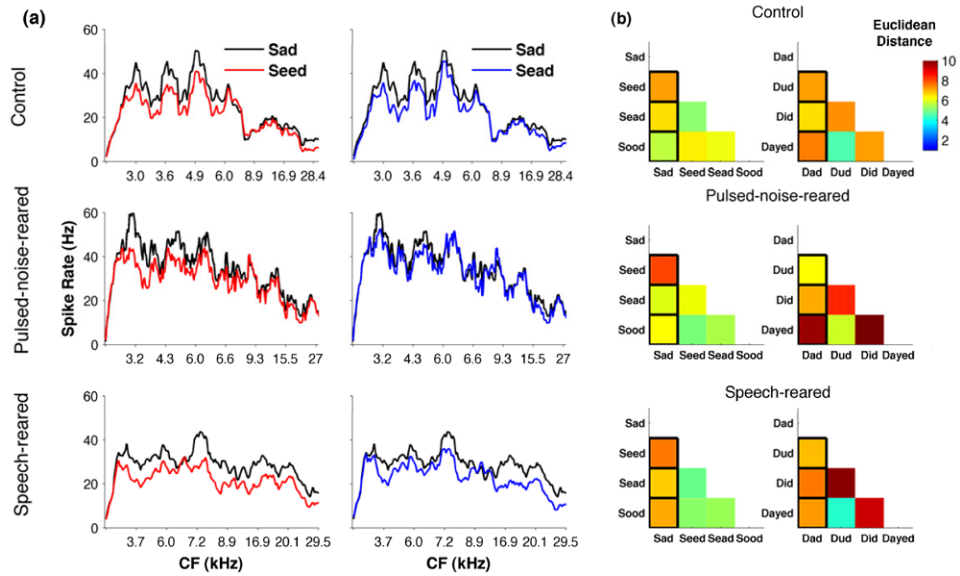 (a)
Control
60
40
20
0
Sad
Seed
3.0 3.9 4.9 6.0 8.9 16.9 28.4
Sad
Sead
3.0 3.9 4.9 6.0 8.9 16.9 28.4
Pulsed-noise-reared
Spike Rate (Hz)
60
40
20
0
3.2 4.3 6.0 6.6 9.3 15.5 27
3.2 4.3 6.0 6.6 9.3 15.5 27
Speech-reared
60
40
20
0
3.7 6.9 7.2 14.9 16.9 20.1 29.5
CF (kHz)
3.7 6.9 7.2 14.9 16.9 20.1 29.5
CF (kHz)
(b)
Control
Euclidean
Distance
10
8
6
4
2
Sad
Seed
Sead
Sood
Sad Seed Sead Sood
Dad
Dud
Did
Dayed
Dad Dud Did Dayed
Pulsed-noise-reared
Sad
Seed
Sead
Sood
Sad Seed Sead Sood
Dad
Dud
Did
Dayed
Dad Dud Did Dayed
Speech-reared
Sad
Seed
Sead
Sood
Sad Seed Sead Sood
Dad
Dud
Did
Dayed
Dad Dud Did Dayed